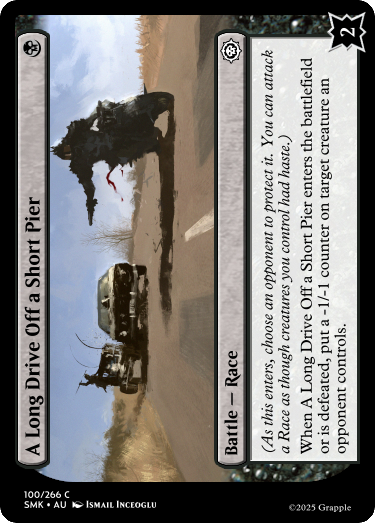 A Long Drive Off a Short Pier
Battle — Race
(As this enters, choose an opponent to protect it. You can attack
a Race as though creatures you control had haste.)
When A Long Drive Off a Short Pier enters the battlefield
or is defeated, put a -1/-1 counter on target creature an
opponent controls.
2
100/266 C
SMK • AU Ismail Inceoglu
©2025 Grapple